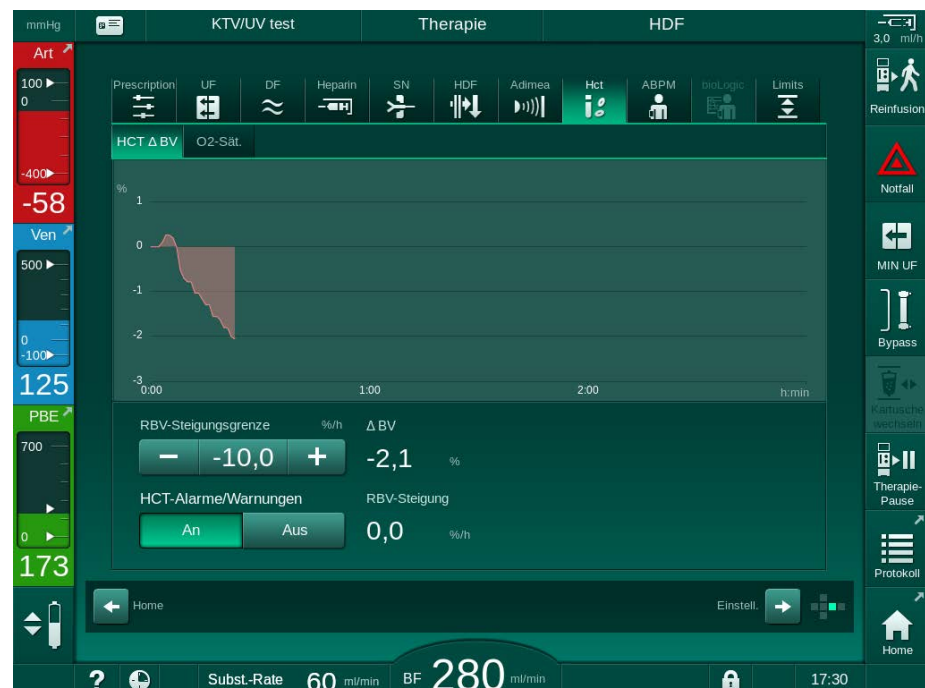 mmHg
KTV/UV test
Therapie
HDF
3,0 ml/h
Art
100
0
-400
-58
Ven
500
0
-100
125
PBE
700
0
173
Prescription
UF
DF
Heparin
SN
HDF
Adimea
Hct
ABPM
bioLogic
Limits
HCT Δ BV
O2-Sät.
%
1
0
-1
-2
-3
0:00
1:00
2:00
h:min
RBV-Steigungsgrenze %/h
-10,0
Δ BV
-2,1 %
HCT-Alarme/Warnungen
An
Aus
RBV-Steigung
0,0 %/h
Home
Einstell.
Reinfusion
Notfall
MIN UF
Bypass
Kartusche
wechseln
Therapie-
Pause
Protokoll
Home
?
Subst.-Rate 60 ml/min
BF 280 ml/min
17:30